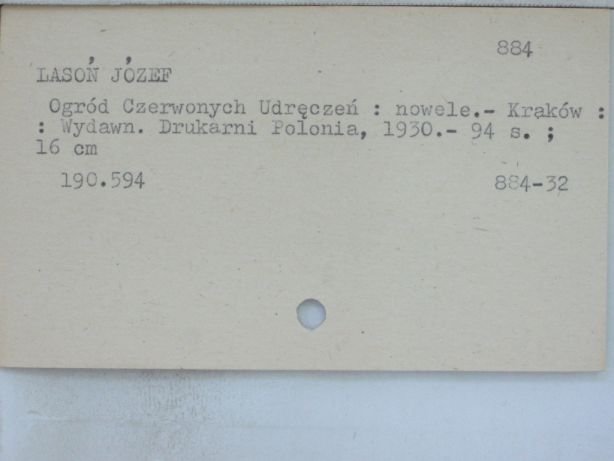 884
LASOŃ JÓZEF
Ogród Czerwonych Udręczeń : nowele.- Kraków :
: Wydawn. Drukarni Polonia, 1930.- 94 s. ;
16 cm
190.594 884-32